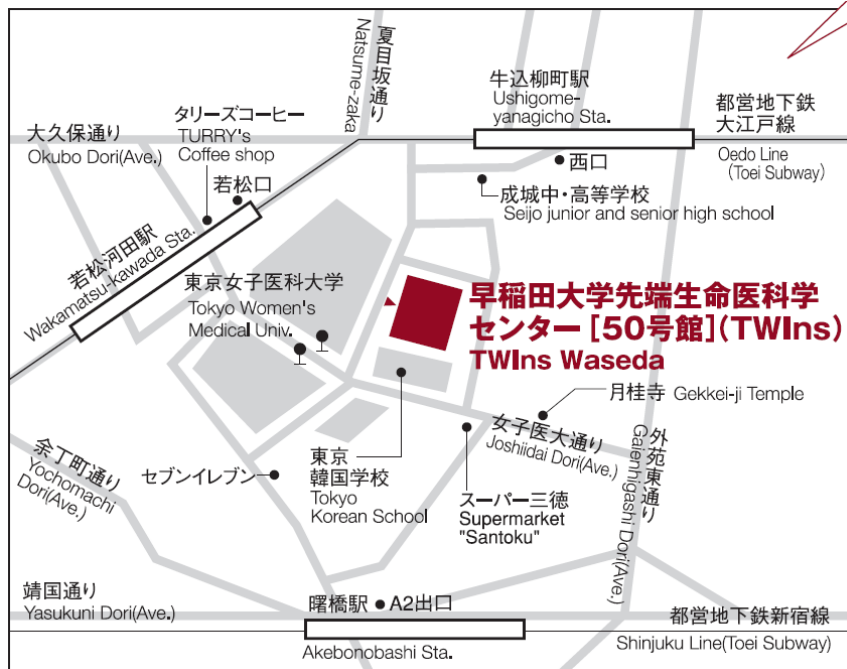 夏目坂通り
Natsume-zaka
牛込柳町駅
Ushigome-
yanagicho Sta.
都営地下鉄
大江戸線
Oedo Line
(Toei Subway)
大久保通り
Okubo Dori(Ave.)
タリーズコーヒー
TURRY's
Coffee shop
若松口
西口
成城中・高等学校
Seijo junior and senior high school
若松河田駅
Wakamatsu-kawada Sta.
東京女子医科大学
Tokyo Women's
Medical Univ.
早稲田大学先端生命医科学
センター[50号館](TWIns)
TWIns Waseda
月桂寺 Gekkei-ji Temple
女子医大通り
Joshiidai Dori(Ave.)
外苑東通り
Gaienhigashi Dori(Ave.)
余丁町通り
Yochomachi
Dori(Ave.)
セブンイレブン
東京
韓国学校
Tokyo
Korean School
スーパー三徳
Supermarket
"Santoku"
靖国通り
Yasukuni Dori(Ave.)
曙橋駅
A2出口
Akebonobashi Sta.
都営地下鉄新宿線
Shinjuku Line(Toei Subway)